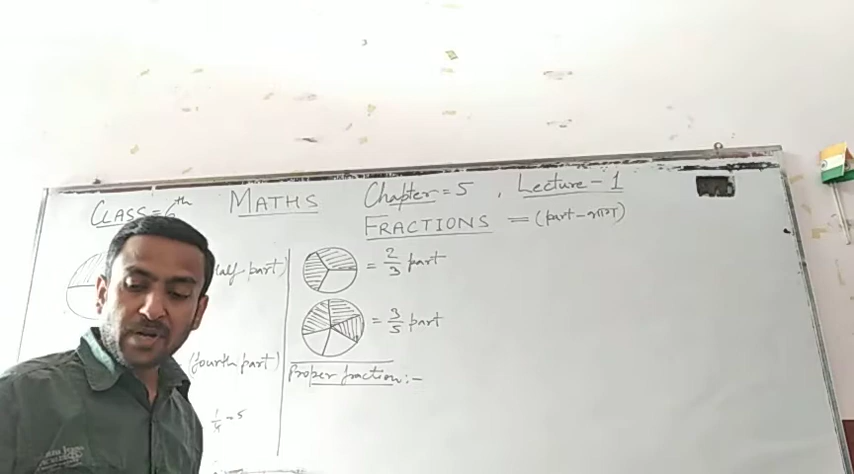 CLASS=6th MATHS Chapter=5, Lecture-1
FRACTIONS = (part-भाग)
half part)
(fourth part)
= 2/3 part
= 3/5 part
Proper fraction:-